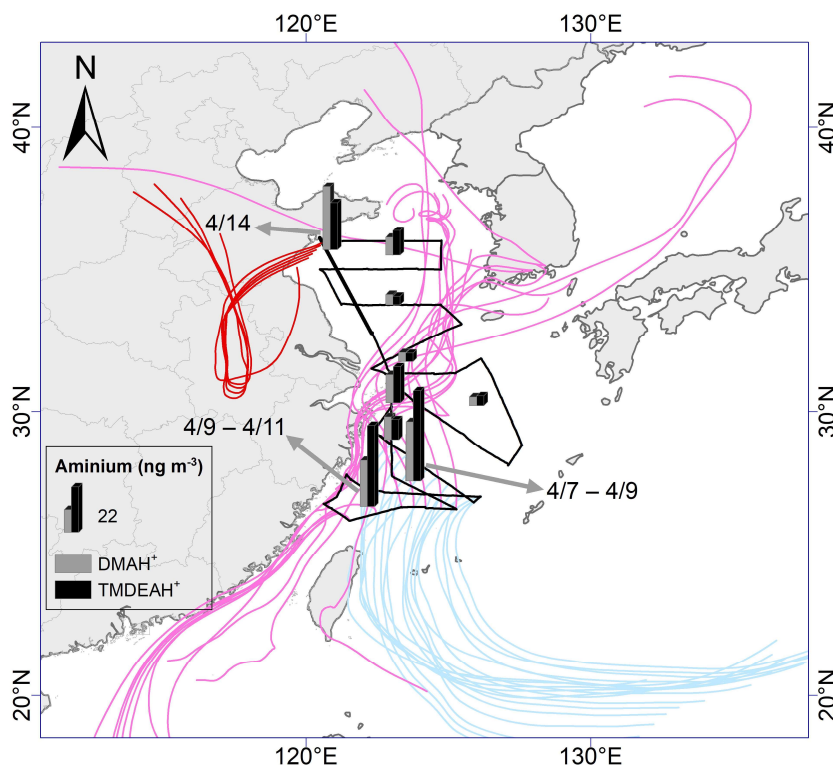 120°E 130°E
N
40°N 40°N
4/14
30°N 30°N
4/9 – 4/11
4/7 – 4/9
Aminium (ng m⁻³)
22
DMAH⁺
TMDEAH⁺
20°N 20°N
120°E 130°E